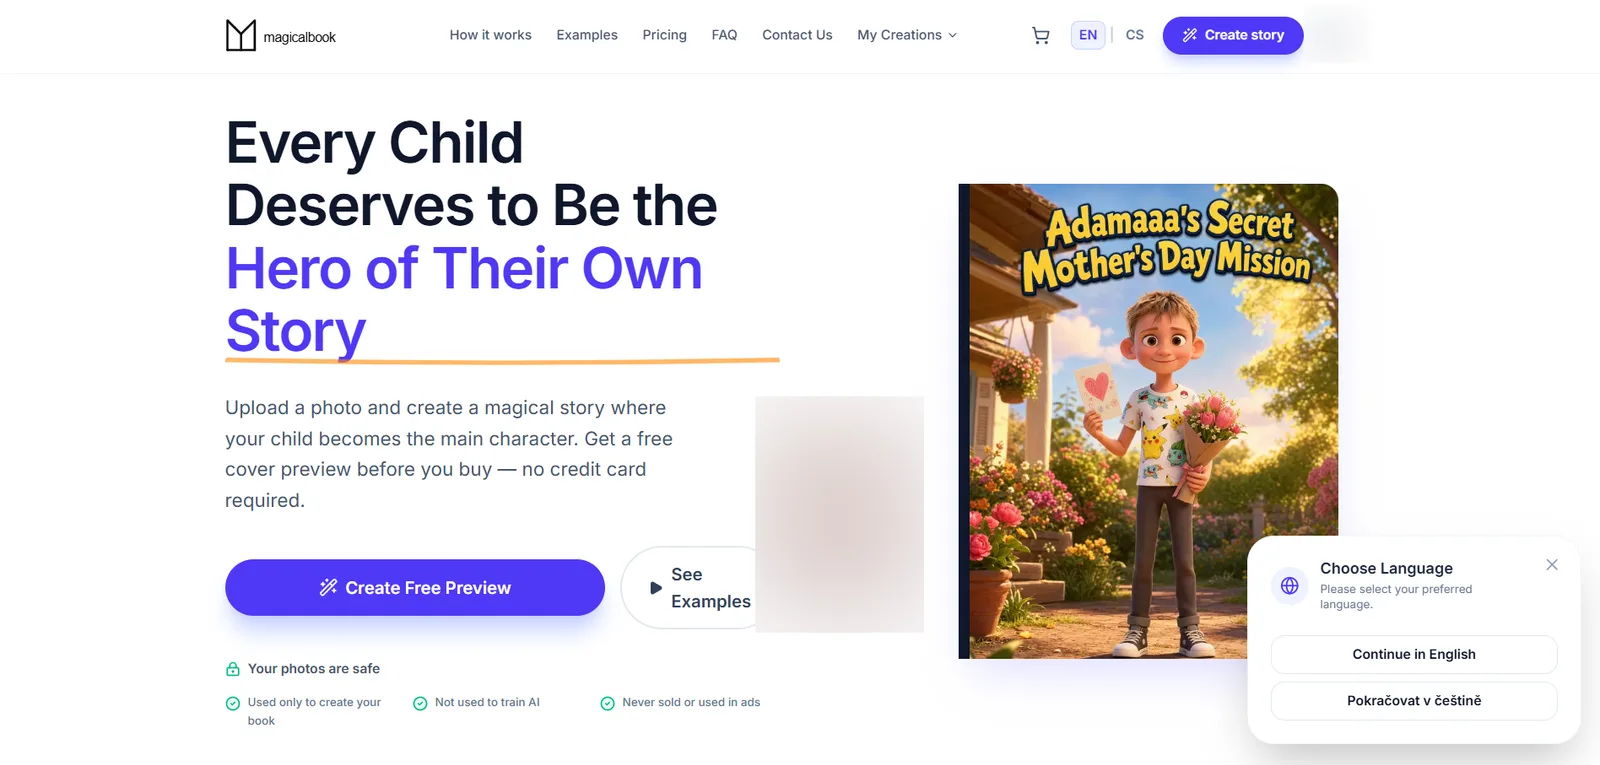 magicalbook
How it works
Examples
Pricing
FAQ
Contact Us
My Creations
EN
CS
Create story
Every Child
Deserves to Be the
Hero of Their Own
Story
Upload a photo and create a magical story where
your child becomes the main character. Get a free
cover preview before you buy — no credit card
required.
Create Free Preview
See
Examples
Your photos are safe
Used only to create your
book
Not used to train AI
Never sold or used in ads
Adamaaa's Secret
Mother's Day Mission
Choose Language
Please select your preferred
language.
Continue in English
Pokračovat v češtině